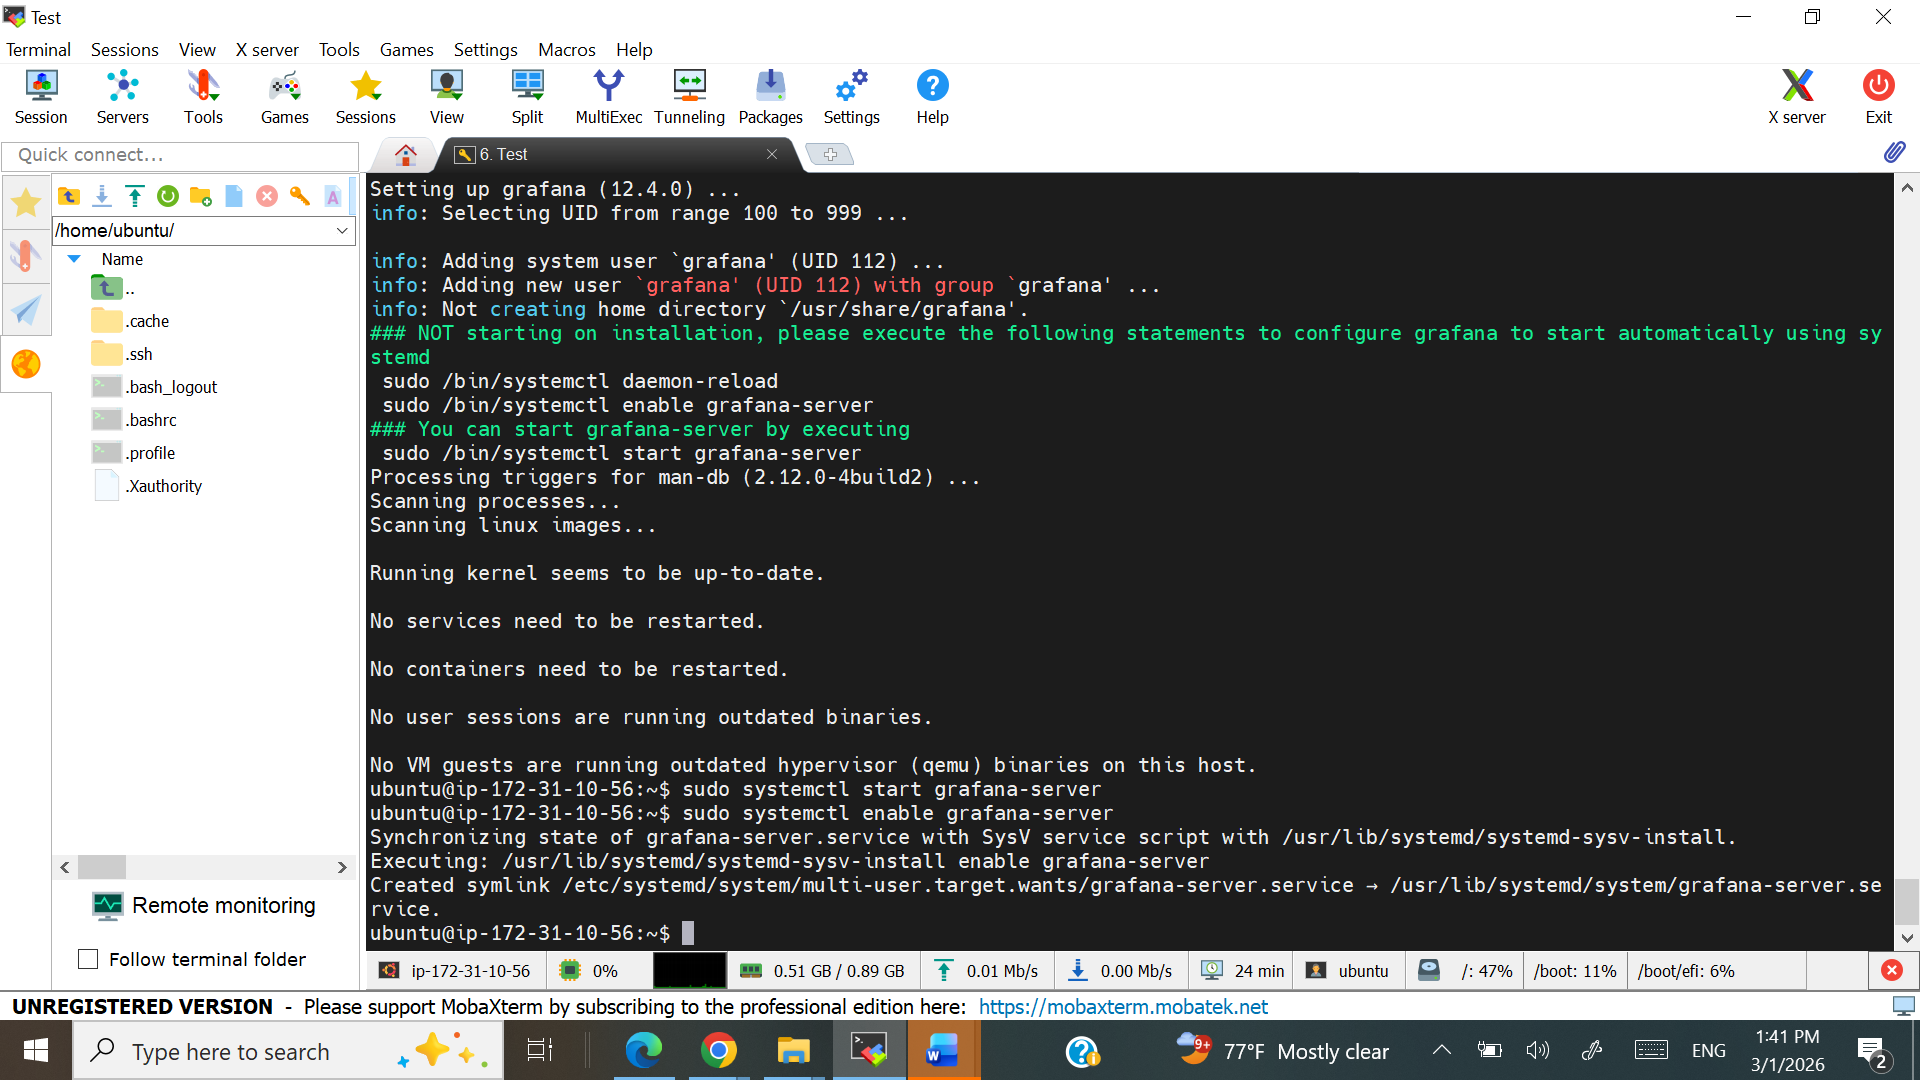 Test
Terminal Sessions View X server Tools Games Settings Macros Help
Session Servers Tools Games Sessions View Split MultiExec Tunneling Packages Settings Help X server Exit
Quick connect...
6. Test
/home/ubuntu/
Name
..
.cache
.ssh
.bash_logout
.bashrc
.profile
.Xauthority
Remote monitoring
Follow terminal folder
Setting up grafana (12.4.0) ...
info: Selecting UID from range 100 to 999 ...
info: Adding system user `grafana' (UID 112) ...
info: Adding new user `grafana' (UID 112) with group `grafana' ...
info: Not creating home directory `/usr/share/grafana'.
### NOT starting on installation, please execute the following statements to configure grafana to start automatically using sy
stemd
sudo /bin/systemctl daemon-reload
sudo /bin/systemctl enable grafana-server
### You can start grafana-server by executing
sudo /bin/systemctl start grafana-server
Processing triggers for man-db (2.12.0-4build2) ...
Scanning processes...
Scanning linux images...
Running kernel seems to be up-to-date.
No services need to be restarted.
No containers need to be restarted.
No user sessions are running outdated binaries.
No VM guests are running outdated hypervisor (qemu) binaries on this host.
ubuntu@ip-172-31-10-56:~$ sudo systemctl start grafana-server
ubuntu@ip-172-31-10-56:~$ sudo systemctl enable grafana-server
Synchronizing state of grafana-server.service with SysV service script with /usr/lib/systemd/systemd-sysv-install.
Executing: /usr/lib/systemd/systemd-sysv-install enable grafana-server
Created symlink /etc/systemd/system/multi-user.target.wants/grafana-server.service → /usr/lib/systemd/system/grafana-server.se
rvice.
ubuntu@ip-172-31-10-56:~$
ip-172-31-10-56 0% 0.51 GB / 0.89 GB 0.01 Mb/s 0.00 Mb/s 24 min ubuntu /: 47% /boot: 11% /boot/efi: 6%
UNREGISTERED VERSION - Please support MobaXterm by subscribing to the professional edition here: https://mobaxterm.mobatek.net
Type here to search
9+
77°F Mostly clear
ENG
1:41 PM
3/1/2026
2